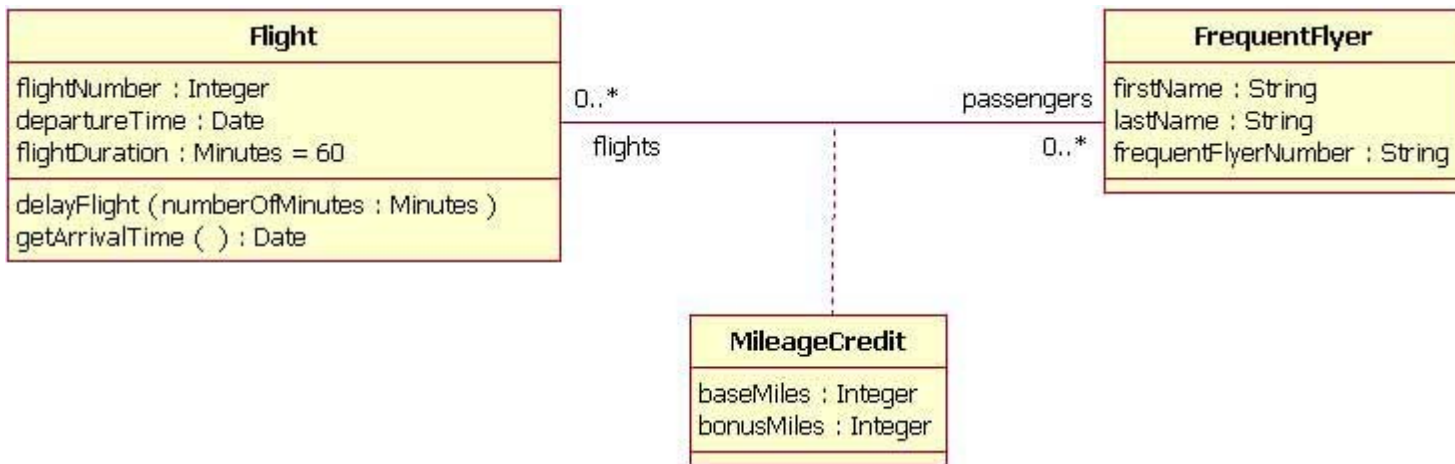 Flight
flightNumber : Integer
departureTime : Date
flightDuration : Minutes = 60
delayFlight ( numberOfMinutes : Minutes )
getArrivalTime ( ) : Date
0..*
flights
passengers
0..*
FrequentFlyer
firstName : String
lastName : String
frequentFlyerNumber : String
MileageCredit
baseMiles : Integer
bonusMiles : Integer